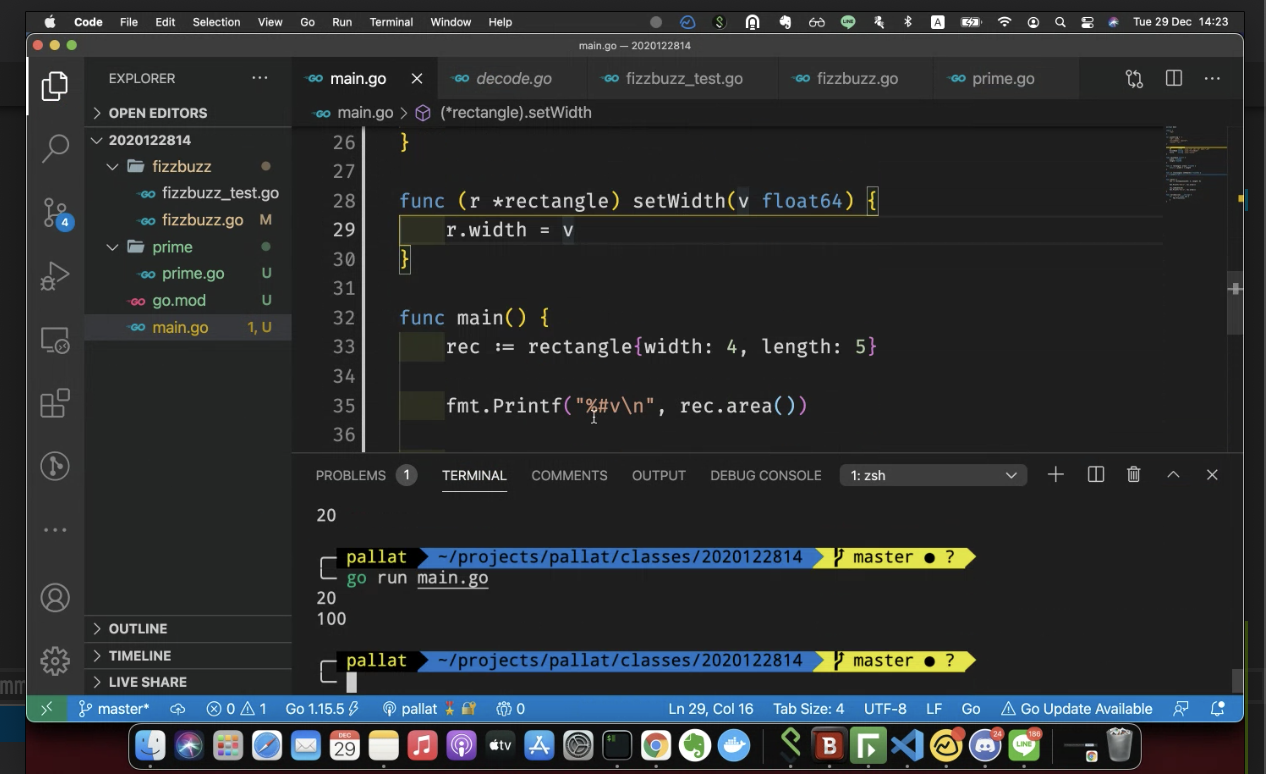 Code File Edit Selection View Go Run Terminal Window Help
A
LINE
Tue 29 Dec 14:23
main.go — 2020122814
EXPLORER ...
main.go
decode.go
fizzbuzz_test.go
fizzbuzz.go
prime.go
...
OPEN EDITORS
main.go > (*rectangle).setWidth
2020122814
fizzbuzz
fizzbuzz_test.go
fizzbuzz.go M
4
prime
prime.go U
go.mod U
main.go 1, U
...
26 }
27
28 func (r *rectangle) setWidth(v float64) {
29 r.width = v
30 }
31
32 func main() {
33 rec := rectangle{width: 4, length: 5}
34
35 fmt.Printf("%#v\n", rec.area())
36
PROBLEMS 1 TERMINAL COMMENTS OUTPUT DEBUG CONSOLE 1: zsh
20
pallat ~/projects/pallat/classes/2020122814 master ● ?
go run main.go
20
100
pallat ~/projects/pallat/classes/2020122814 master ● ?
OUTLINE
TIMELINE
LIVE SHARE
master* 0 1 Go 1.15.5 pallat 0 Ln 29, Col 16 Tab Size: 4 UTF-8 LF Go Go Update Available
DEC
29
tv
B
24
LINE
186